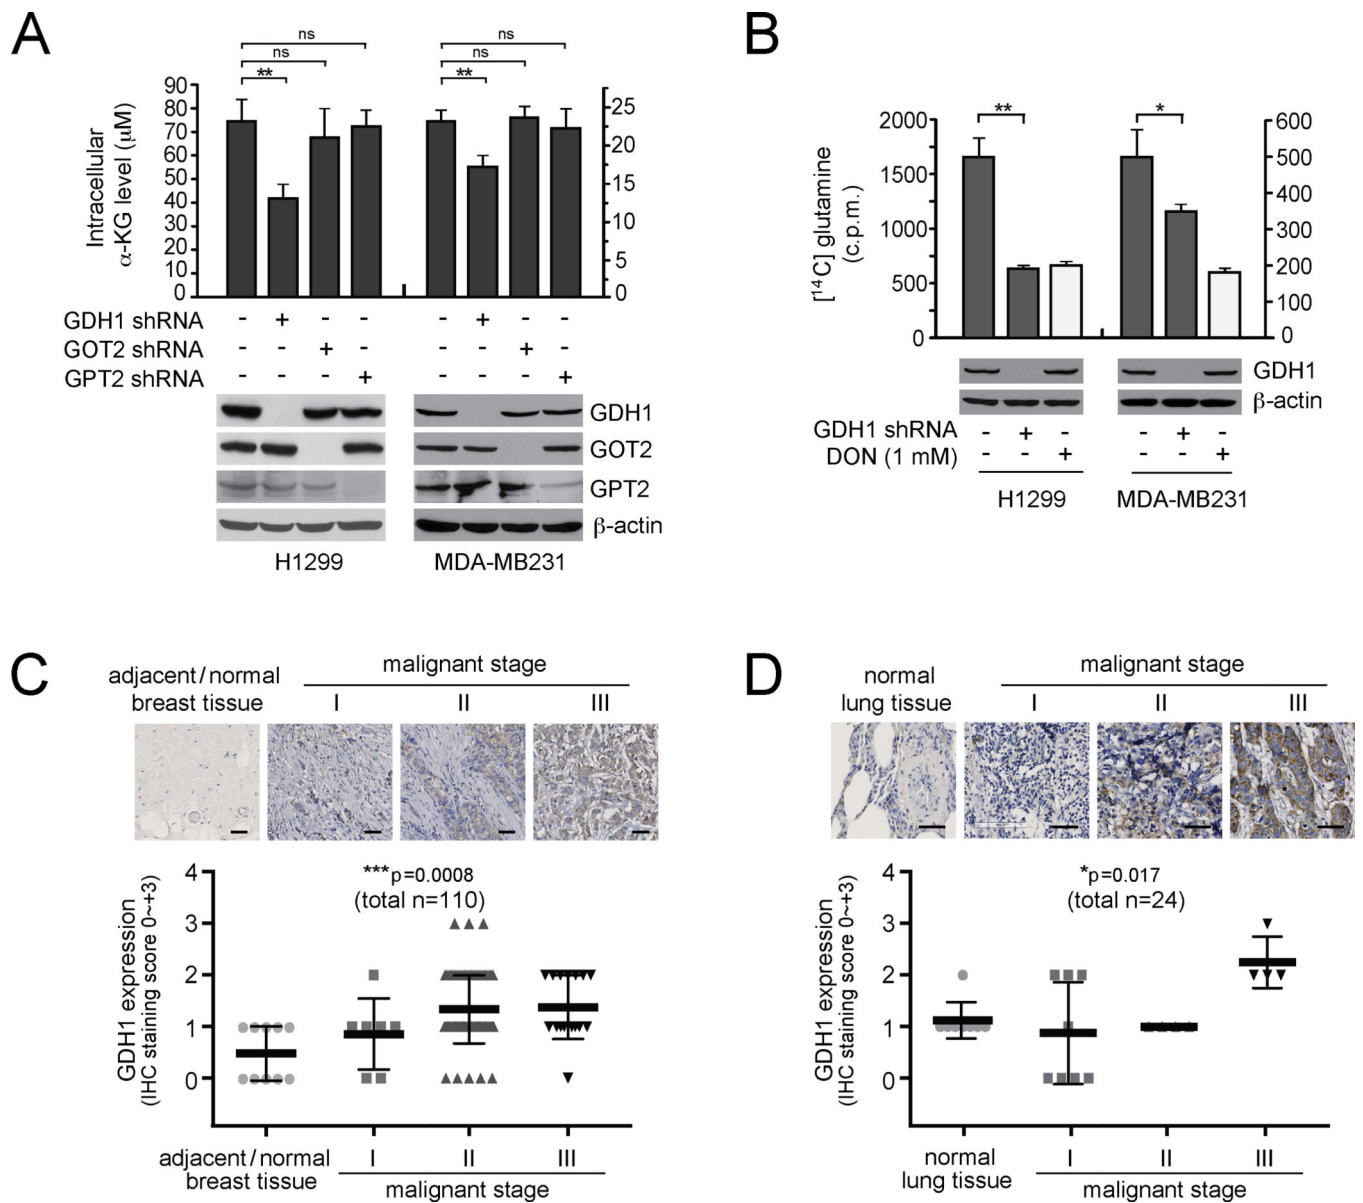 A
ns
ns
**
ns
ns
**
Intracellular
α-KG level (μM)
90
80
70
60
50
40
30
20
10
0
25
20
15
10
5
0
GDH1 shRNA - + - - - + - -
GOT2 shRNA - - + - - - + -
GPT2 shRNA - - - + - - - +
GDH1
GOT2
GPT2
β-actin
H1299 MDA-MB231
B
** *
[¹⁴C] glutamine
(c.p.m.)
2000
1500
1000
500
0
600
500
400
300
200
100
0
GDH1
β-actin
GDH1 shRNA - + - - + -
DON (1 mM) - - + - - +
H1299 MDA-MB231
C
adjacent/normal
breast tissue
malignant stage
I II III
GDH1 expression
(IHC staining score 0~+3)
4
3
2
1
0
***p=0.0008
(total n=110)
adjacent/normal
breast tissue
I II III
malignant stage
D
normal
lung tissue
malignant stage
I II III
GDH1 expression
(IHC staining score 0~+3)
4
3
2
1
0
*p=0.017
(total n=24)
normal
lung tissue
I II III
malignant stage